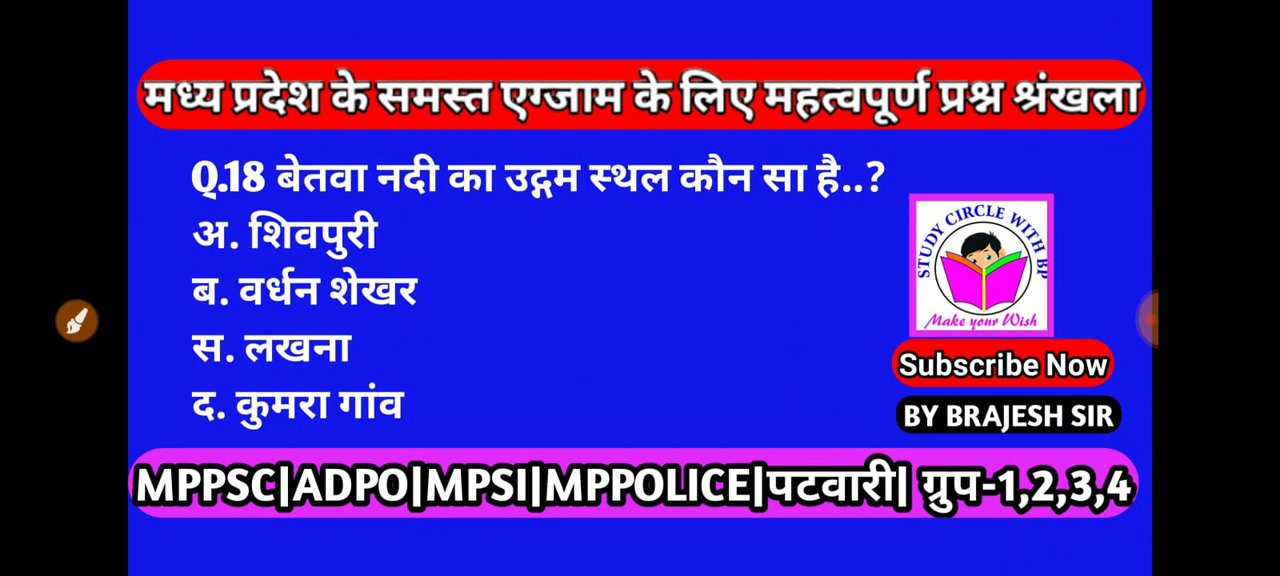 मध्य प्रदेश के समस्त एग्जाम के लिए महत्वपूर्ण प्रश्न श्रंखला
Q.18 बेतवा नदी का उद्गम स्थल कौन सा है..?
अ. शिवपुरी
ब. वर्धन शेखर
स. लखना
द. कुमरा गांव
STUDY CIRCLE WITH BP
Make your Wish
Subscribe Now
BY BRAJESH SIR
MPPSC|ADPO|MPSI|MPPOLICE|पटवारी| ग्रुप-1,2,3,4